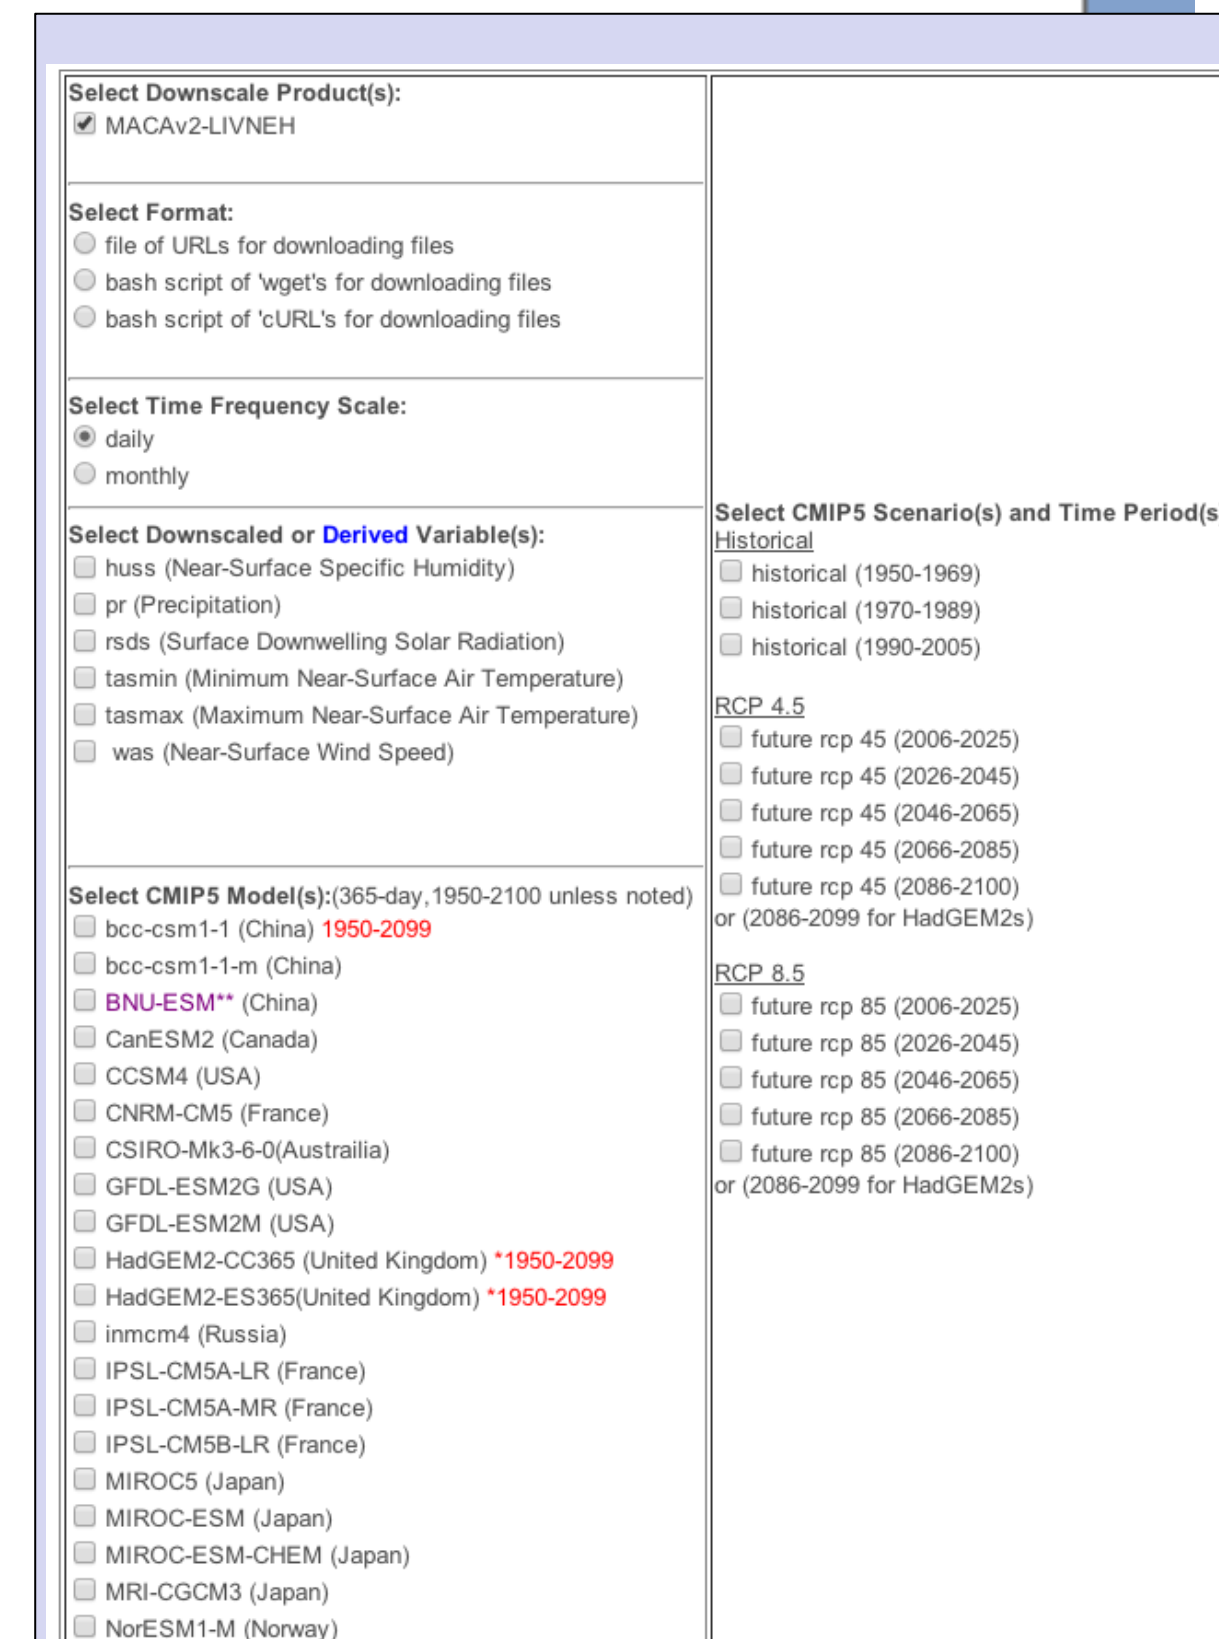 Select Downscale Product(s):
MACAv2-LIVNEH
Select Format:
file of URLs for downloading files
bash script of 'wget's for downloading files
bash script of 'cURL's for downloading files
Select Time Frequency Scale:
daily
monthly
Select Downscaled or Derived Variable(s):
huss (Near-Surface Specific Humidity)
pr (Precipitation)
rsds (Surface Downwelling Solar Radiation)
tasmin (Minimum Near-Surface Air Temperature)
tasmax (Maximum Near-Surface Air Temperature)
was (Near-Surface Wind Speed)
Select CMIP5 Model(s):(365-day,1950-2100 unless noted)
bcc-csm1-1 (China) 1950-2099
bcc-csm1-1-m (China)
BNU-ESM** (China)
CanESM2 (Canada)
CCSM4 (USA)
CNRM-CM5 (France)
CSIRO-Mk3-6-0(Austrailia)
GFDL-ESM2G (USA)
GFDL-ESM2M (USA)
HadGEM2-CC365 (United Kingdom) *1950-2099
HadGEM2-ES365(United Kingdom) *1950-2099
inmcm4 (Russia)
IPSL-CM5A-LR (France)
IPSL-CM5A-MR (France)
IPSL-CM5B-LR (France)
MIROC5 (Japan)
MIROC-ESM (Japan)
MIROC-ESM-CHEM (Japan)
MRI-CGCM3 (Japan)
NorESM1-M (Norway)
Select CMIP5 Scenario(s) and Time Period(s
Historical
historical (1950-1969)
historical (1970-1989)
historical (1990-2005)
RCP 4.5
future rcp 45 (2006-2025)
future rcp 45 (2026-2045)
future rcp 45 (2046-2065)
future rcp 45 (2066-2085)
future rcp 45 (2086-2100)
or (2086-2099 for HadGEM2s)
RCP 8.5
future rcp 85 (2006-2025)
future rcp 85 (2026-2045)
future rcp 85 (2046-2065)
future rcp 85 (2066-2085)
future rcp 85 (2086-2100)
or (2086-2099 for HadGEM2s)